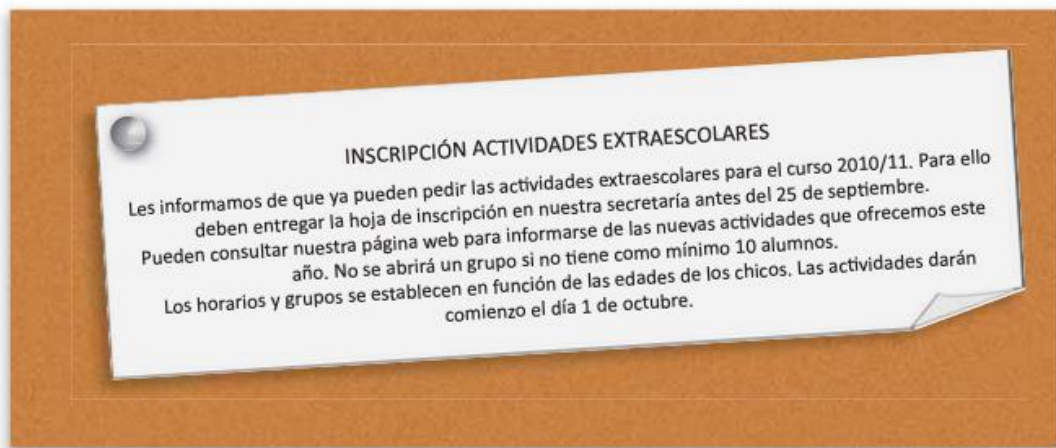 INSCRIPCIÓN ACTIVIDADES EXTRAESCOLARES
Les informamos de que ya pueden pedir las actividades extraescolares para el curso 2010/11. Para ello
deben entregar la hoja de inscripción en nuestra secretaría antes del 25 de septiembre.
Pueden consultar nuestra página web para informarse de las nuevas actividades que ofrecemos este
año. No se abrirá un grupo si no tiene como mínimo 10 alumnos.
Los horarios y grupos se establecen en función de las edades de los chicos. Las actividades darán
comienzo el día 1 de octubre.